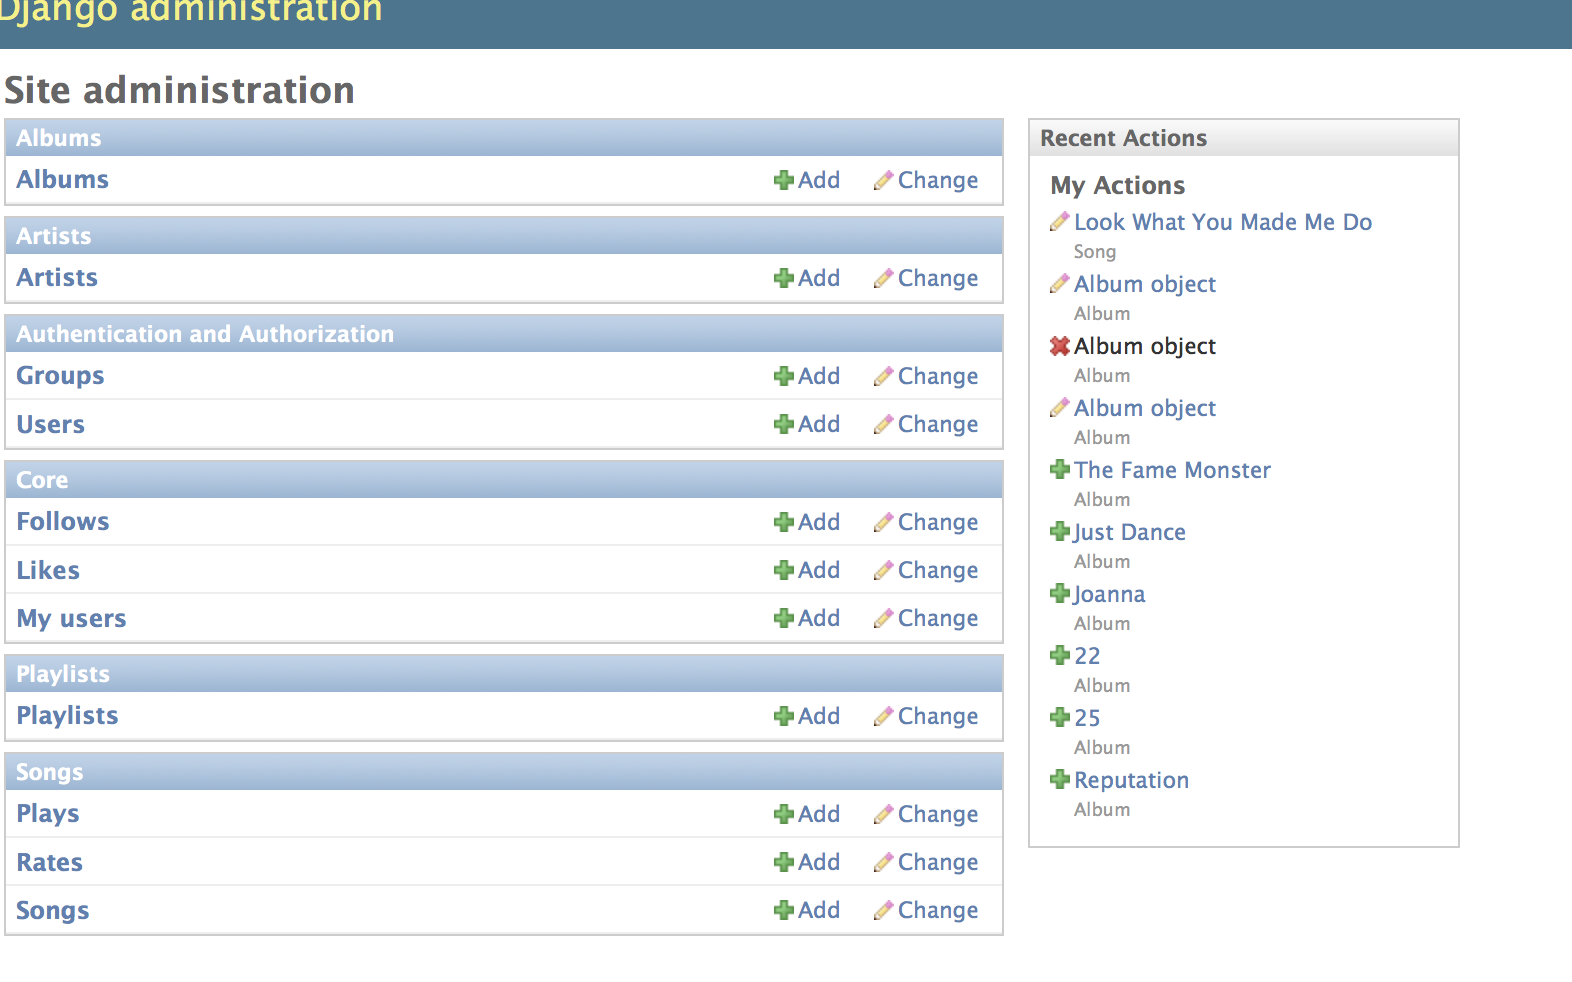 Django administration
Site administration
Albums
Albums Add Change
Artists
Artists Add Change
Authentication and Authorization
Groups Add Change
Users Add Change
Core
Follows Add Change
Likes Add Change
My users Add Change
Playlists
Playlists Add Change
Songs
Plays Add Change
Rates Add Change
Songs Add Change
Recent Actions
My Actions
Look What You Made Me Do
Song
Album object
Album
Album object
Album
Album object
Album
The Fame Monster
Album
Just Dance
Album
Joanna
Album
22
Album
25
Album
Reputation
Album